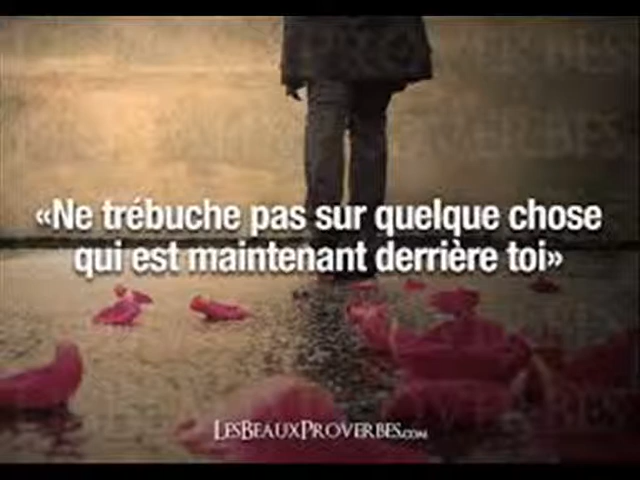 «Ne trébuche pas sur quelque chose
qui est maintenant derrière toi»
LESBEAUXPROVERBES.COM